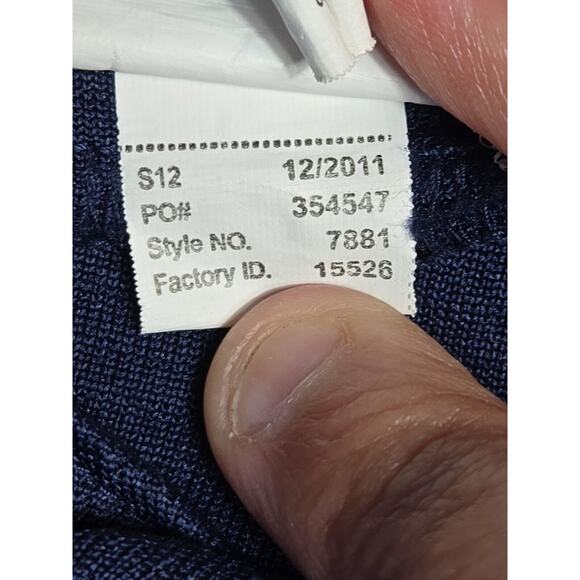 S12 12/2011
PO# 354547
Style NO. 7881
Factory ID. 15526